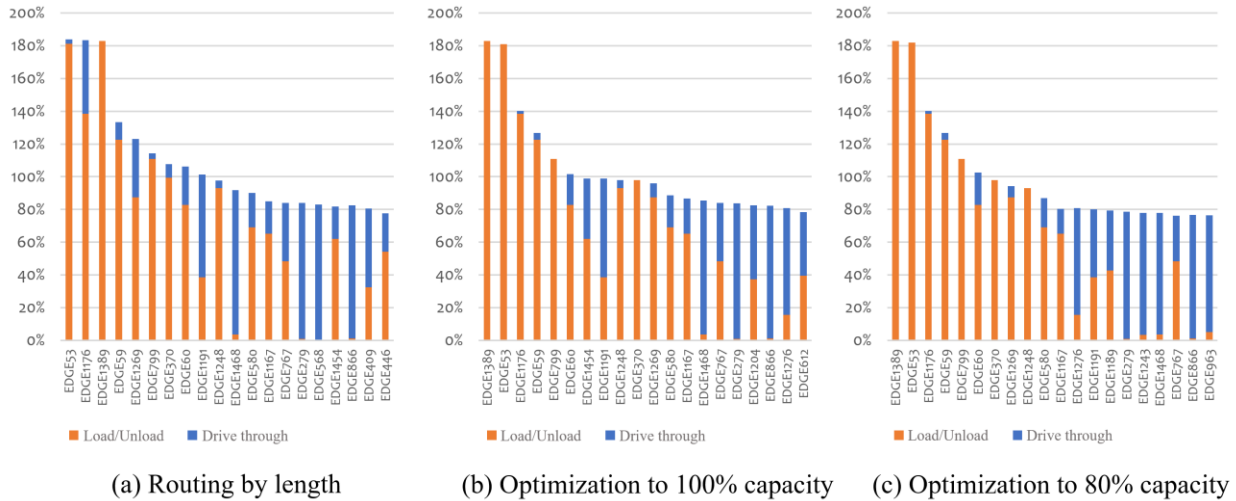 200%
180%
160%
140%
120%
100%
80%
60%
40%
20%
0%
EDGE53
EDGE1176
EDGE1389
EDGE59
EDGE1269
EDGE799
EDGE370
EDGE60
EDGE1191
EDGE1248
EDGE1468
EDGE580
EDGE1167
EDGE767
EDGE279
EDGE568
EDGE1454
EDGE866
EDGE409
EDGE446
Load/Unload
Drive through
(a) Routing by length
200%
180%
160%
140%
120%
100%
80%
60%
40%
20%
0%
EDGE1389
EDGE53
EDGE1176
EDGE59
EDGE799
EDGE60
EDGE1454
EDGE1191
EDGE1248
EDGE370
EDGE1269
EDGE580
EDGE1167
EDGE1468
EDGE767
EDGE279
EDGE1204
EDGE866
EDGE1276
EDGE612
Load/Unload
Drive through
(b) Optimization to 100% capacity
200%
180%
160%
140%
120%
100%
80%
60%
40%
20%
0%
EDGE1389
EDGE53
EDGE1176
EDGE59
EDGE799
EDGE60
EDGE370
EDGE1269
EDGE1248
EDGE580
EDGE1167
EDGE1276
EDGE1191
EDGE1189
EDGE279
EDGE1243
EDGE1468
EDGE767
EDGE866
EDGE963
Load/Unload
Drive through
(c) Optimization to 80% capacity